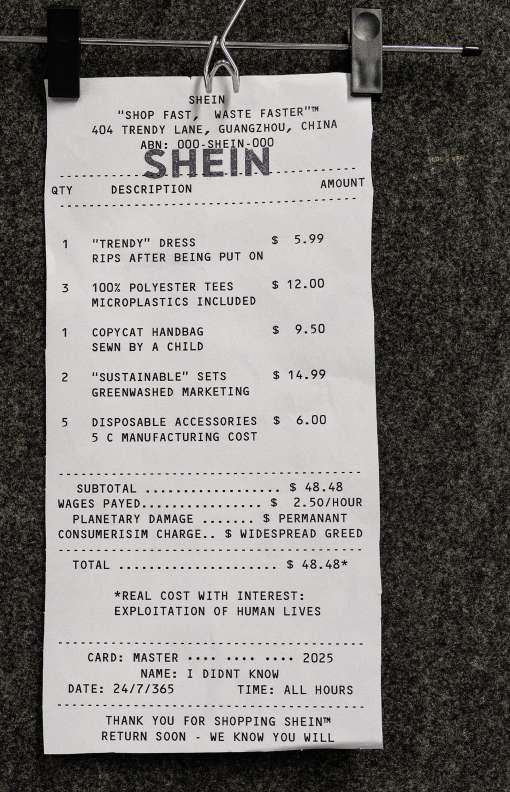 SHEIN
"SHOP FAST, WASTE FASTER"™
404 TRENDY LANE, GUANGZHOU, CHINA
ABN: 000-SHEIN-000
SHEIN
QTY DESCRIPTION AMOUNT
1 "TRENDY" DRESS $ 5.99
RIPS AFTER BEING PUT ON
3 100% POLYESTER TEES $ 12.00
MICROPLASTICS INCLUDED
1 COPYCAT HANDBAG $ 9.50
SEWN BY A CHILD
2 "SUSTAINABLE" SETS $ 14.99
GREENWASHED MARKETING
5 DISPOSABLE ACCESSORIES $ 6.00
5 C MANUFACTURING COST
SUBTOTAL .................. $ 48.48
WAGES PAYED................ $ 2.50/HOUR
PLANETARY DAMAGE ....... $ PERMANANT
CONSUMERISIM CHARGE.. $ WIDESPREAD GREED
TOTAL ..................... $ 48.48*
*REAL COST WITH INTEREST:
EXPLOITATION OF HUMAN LIVES
CARD: MASTER •••• •••• •••• 2025
NAME: I DIDNT KNOW
DATE: 24/7/365 TIME: ALL HOURS
THANK YOU FOR SHOPPING SHEIN™
RETURN SOON - WE KNOW YOU WILL